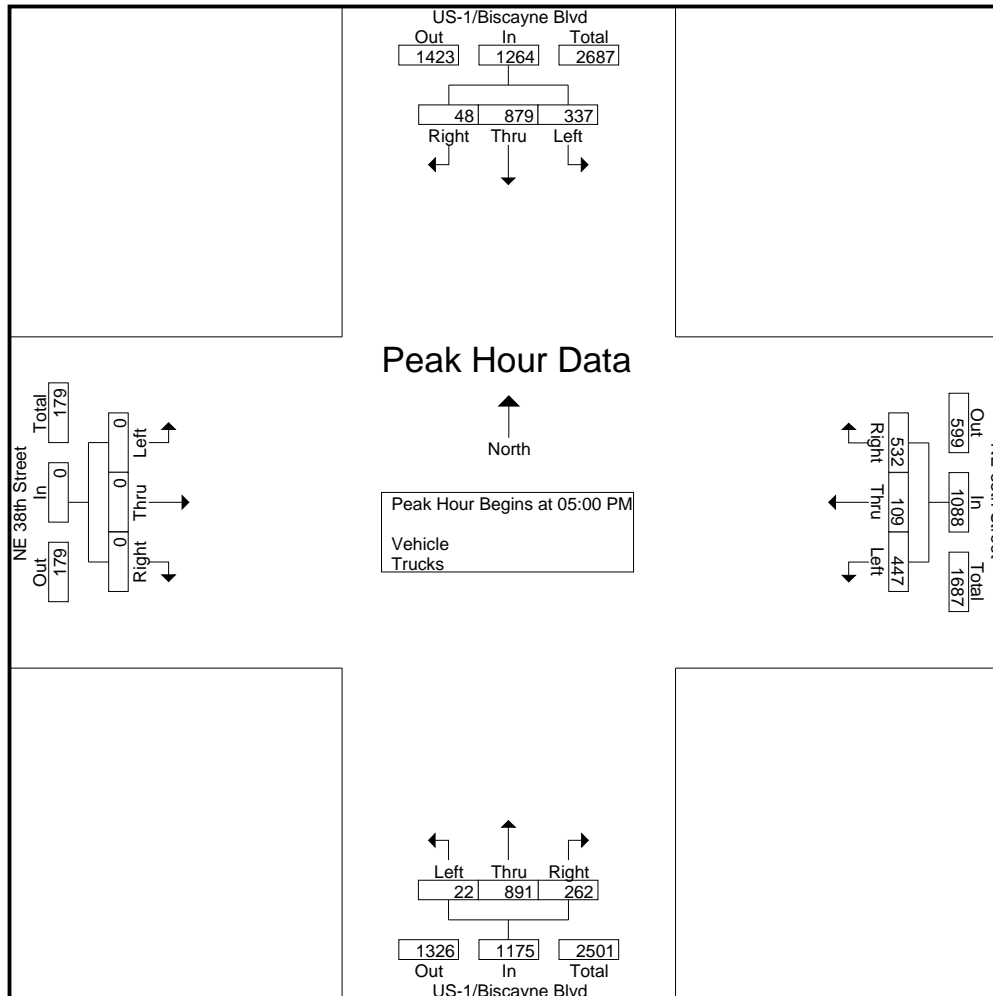 US-1/Biscayne Blvd
Out In Total
1423 1264 2687
48 879 337
Right Thru Left
Peak Hour Data
North
Peak Hour Begins at 05:00 PM
Vehicle
Trucks
NE 38th Street
Out In Total
179 0 179
Right Thru Left
0 0 0
Out In Total
599 1088 1687
532 109 447
Right Thru Left
Left Thru Right
22 891 262
1326 1175 2501
Out In Total
US-1/Biscayne Blvd